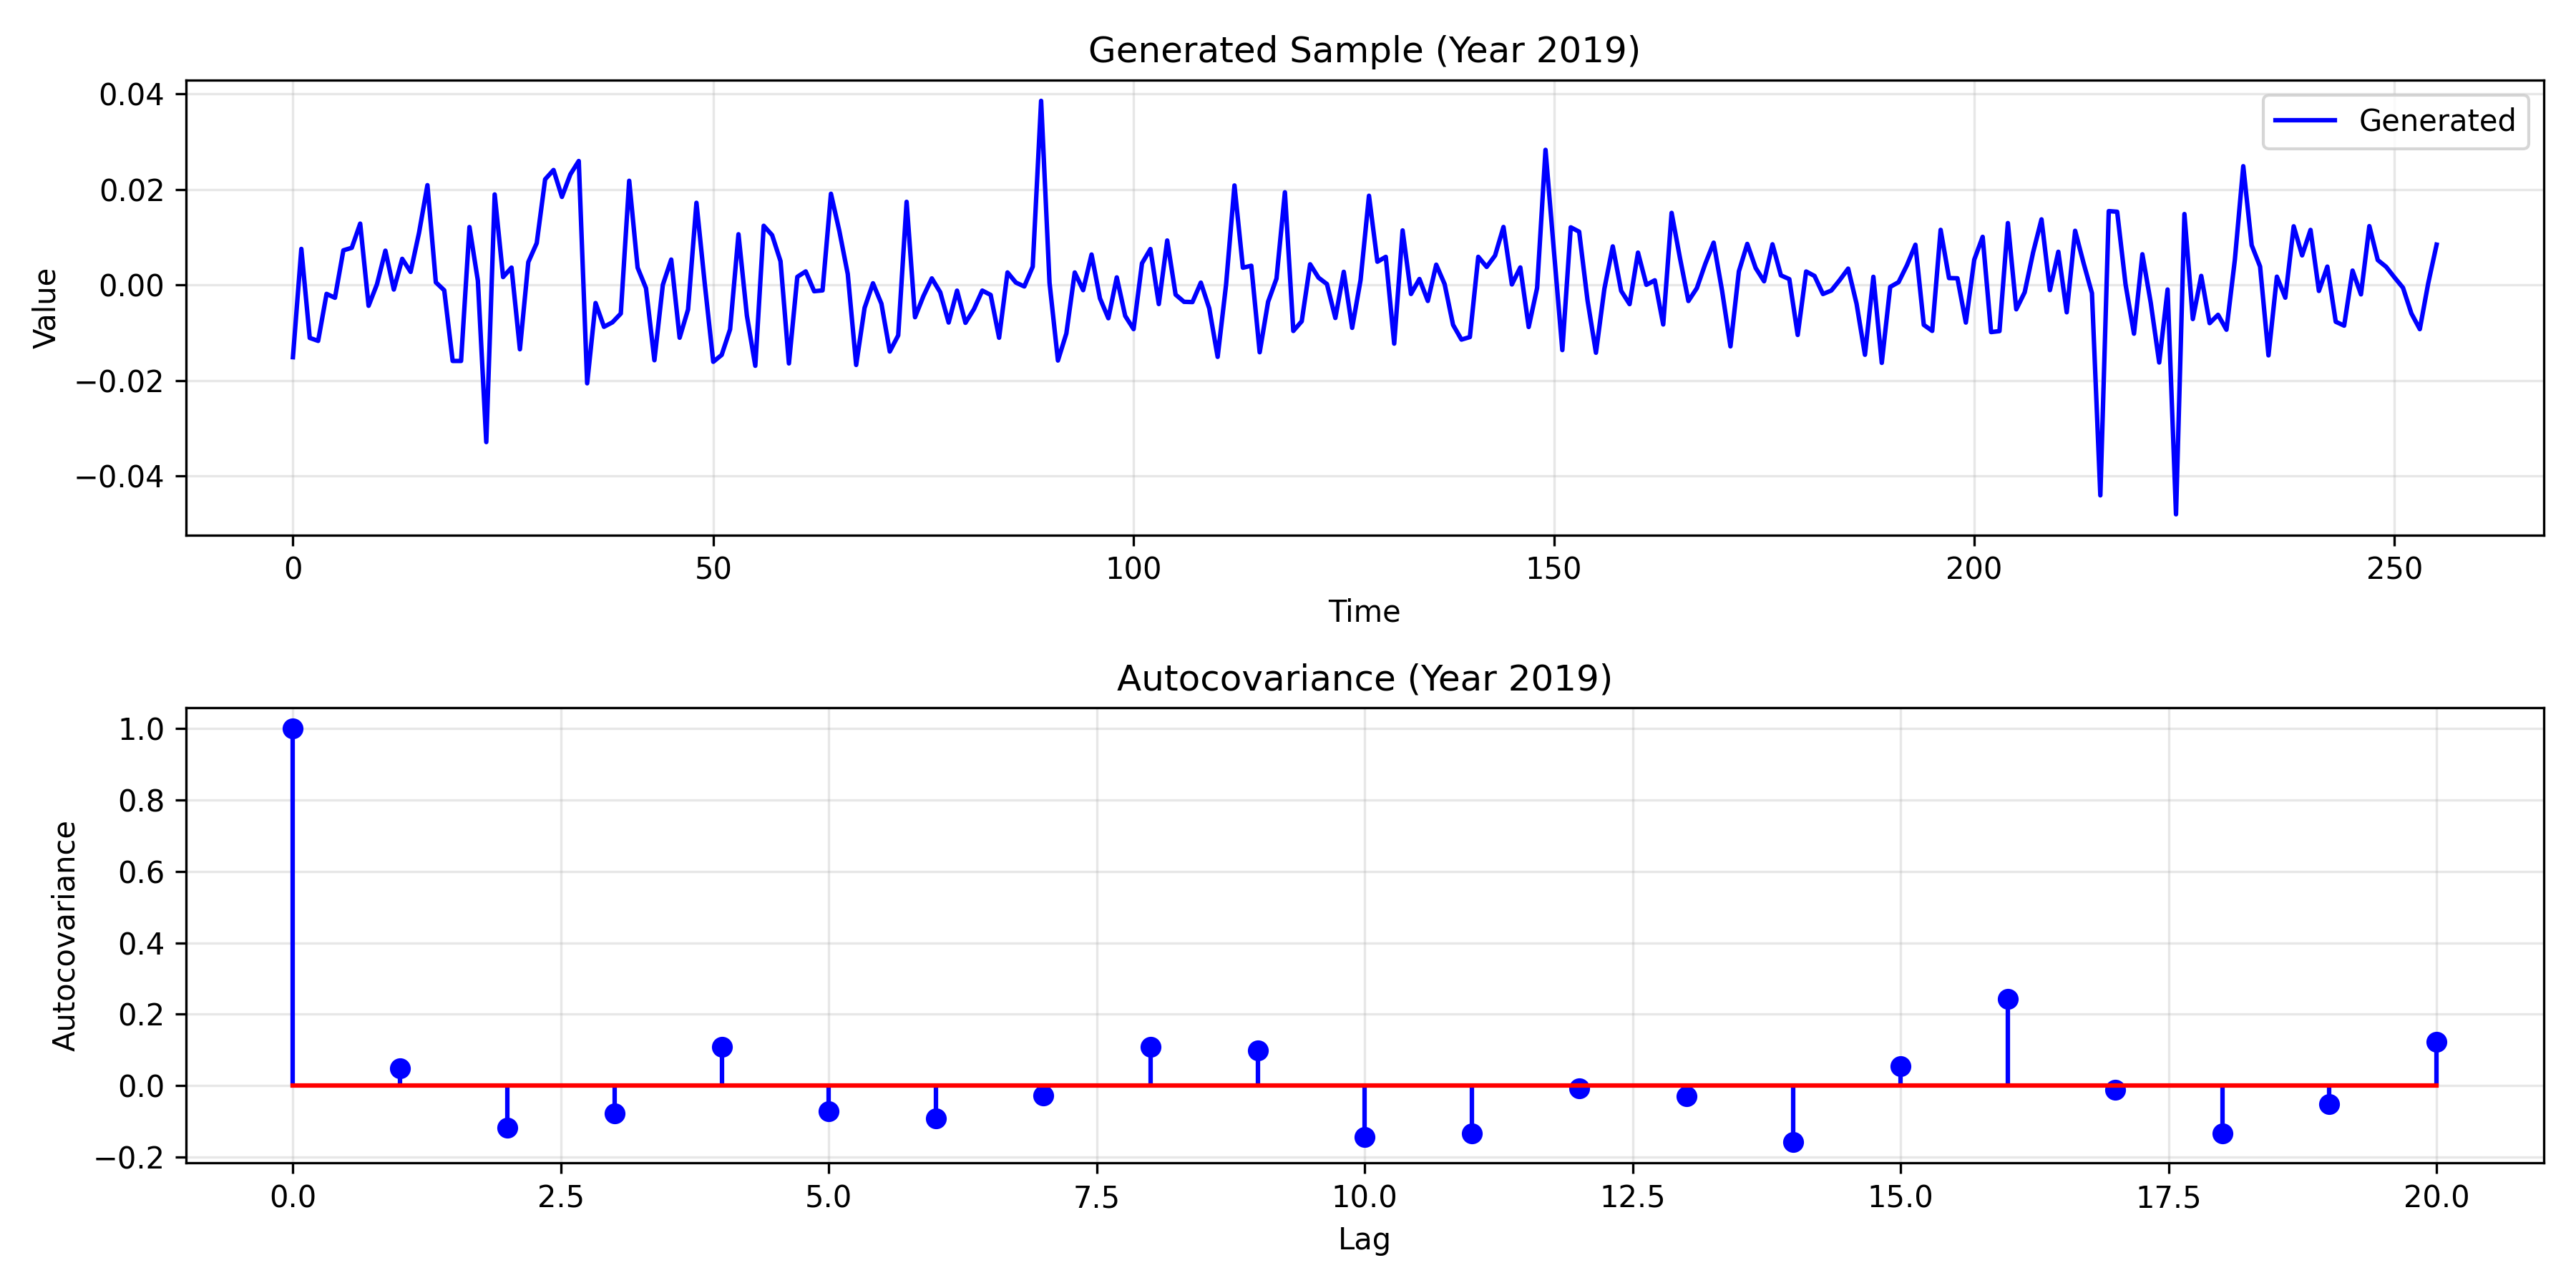 Generated Sample (Year 2019)
0.04
0.02
0.00
−0.02
−0.04
Value
Generated
0 50 100 150 200 250
Time
Autocovariance (Year 2019)
1.0
0.8
0.6
0.4
0.2
0.0
−0.2
Autocovariance
0.0 2.5 5.0 7.5 10.0 12.5 15.0 17.5 20.0
Lag